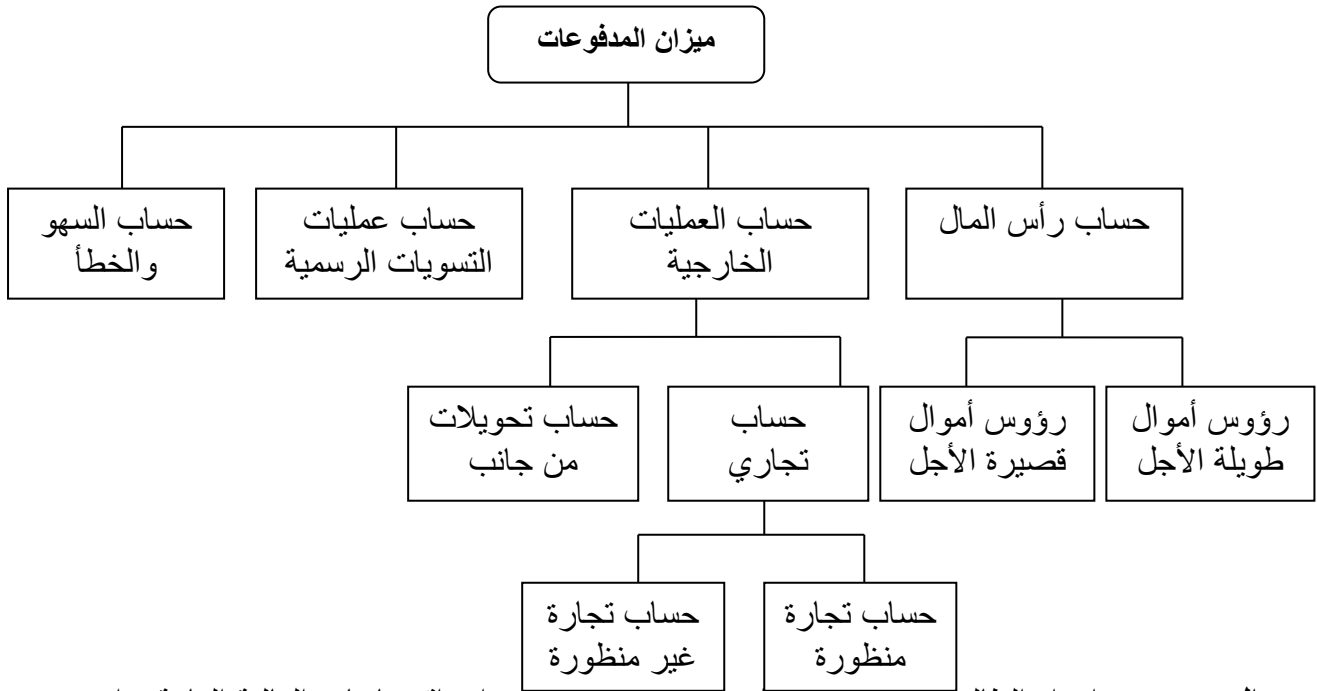 ميزان المدفوعات
حساب رأس المال
حساب العمليات
الخارجية
حساب عمليات
التسويات الرسمية
حساب السهو
والخطأ
رؤوس أموال
طويلة الأجل
رؤوس أموال
قصيرة الأجل
حساب
تجاري
حساب تحويلات
من جانب
حساب تجارة
منظورة
حساب تجارة
غير منظورة